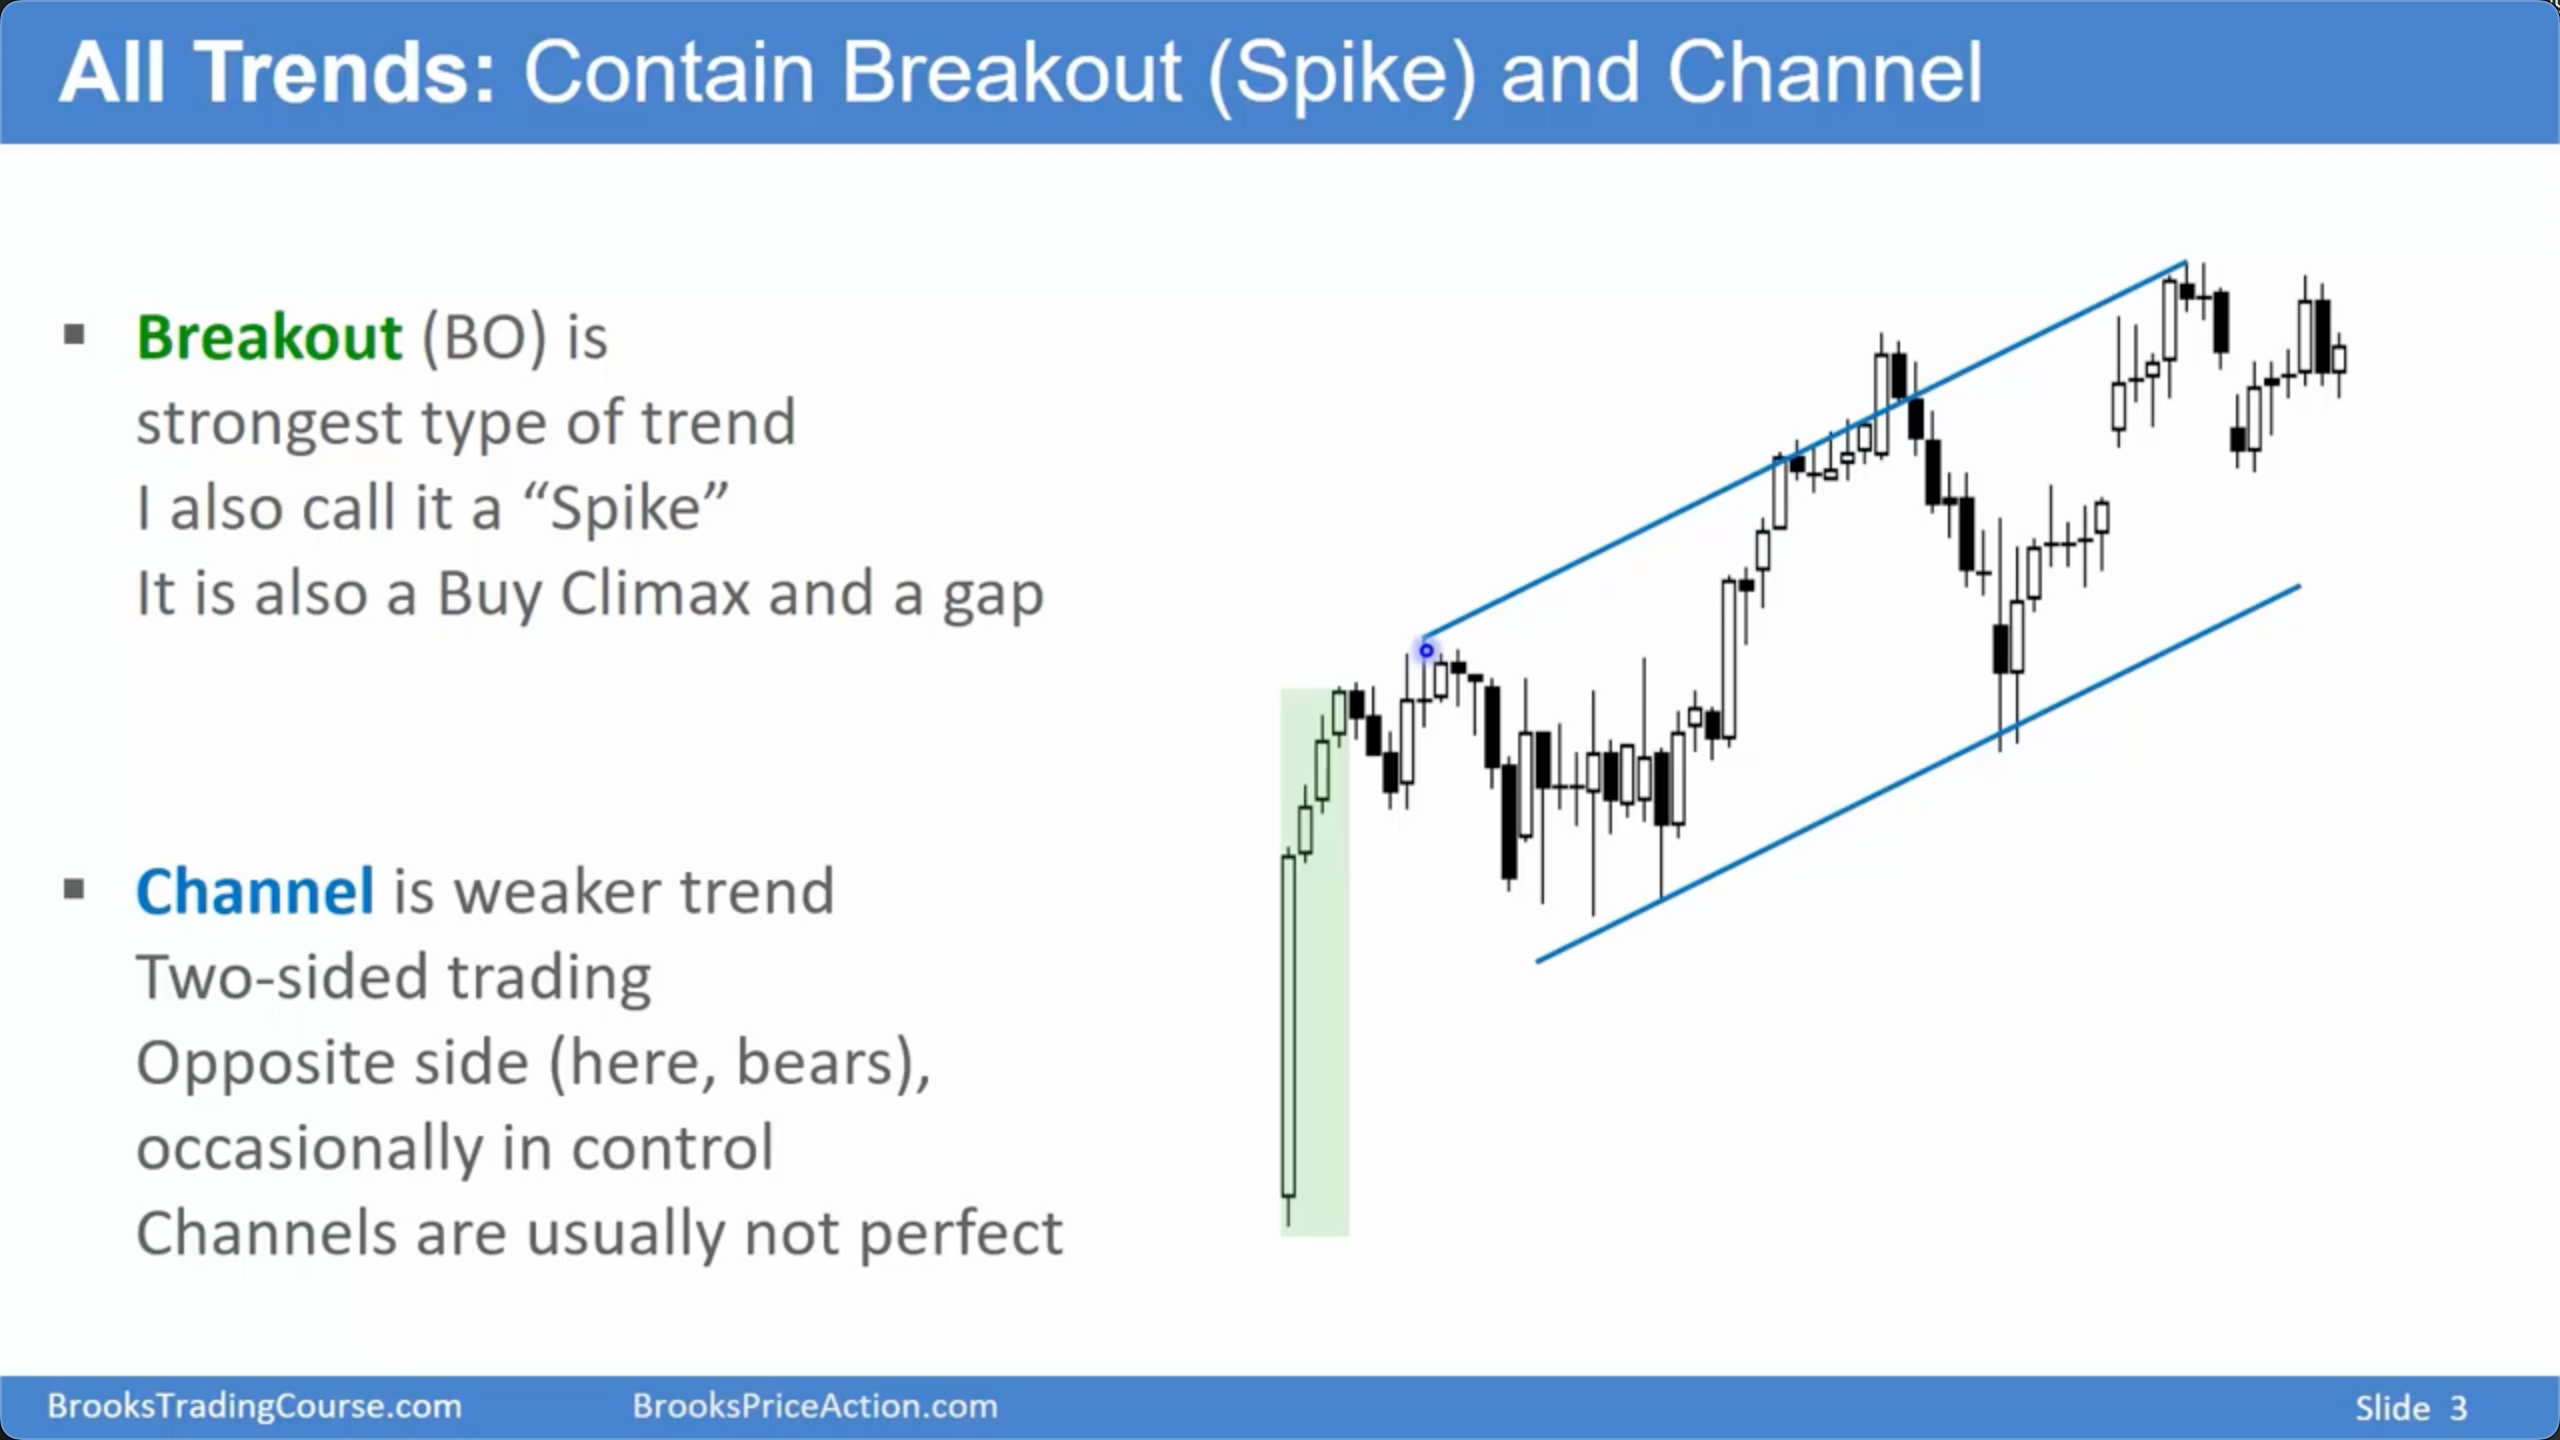 All Trends: Contain Breakout (Spike) and Channel
▪ Breakout (BO) is
strongest type of trend
I also call it a “Spike”
It is also a Buy Climax and a gap
▪ Channel is weaker trend
Two-sided trading
Opposite side (here, bears),
occasionally in control
Channels are usually not perfect
BrooksTradingCourse.com
BrooksPriceAction.com
Slide 3